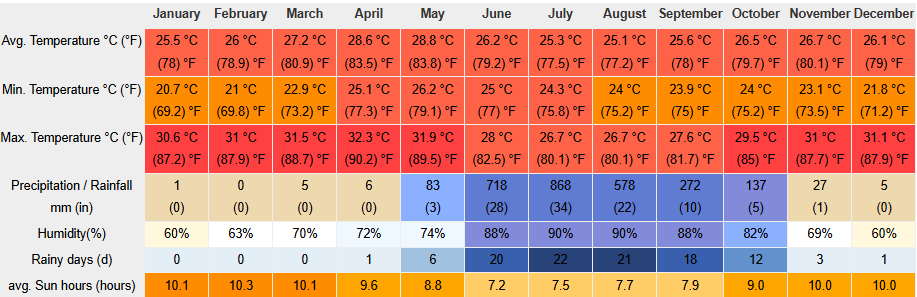 January February March April May June July August September October November December
Avg. Temperature °C (°F) 25.5 °C 26 °C 27.2 °C 28.6 °C 28.8 °C 26.2 °C 25.3 °C 25.1 °C 25.6 °C 26.5 °C 26.7 °C 26.1 °C
(78) °F (78.9) °F (80.9) °F (83.5) °F (83.8) °F (79.2) °F (77.5) °F (77.2) °F (78) °F (79.7) °F (80.1) °F (79) °F
Min. Temperature °C (°F) 20.7 °C 21 °C 22.9 °C 25.1 °C 26.2 °C 25 °C 24.3 °C 24 °C 23.9 °C 24 °C 23.1 °C 21.8 °C
(69.2) °F (69.8) °F (73.2) °F (77.3) °F (79.1) °F (77) °F (75.8) °F (75.2) °F (75) °F (75.2) °F (73.5) °F (71.2) °F
Max. Temperature °C (°F) 30.6 °C 31 °C 31.5 °C 32.3 °C 31.9 °C 28 °C 26.7 °C 26.7 °C 27.6 °C 29.5 °C 31 °C 31.1 °C
(87.2) °F (87.9) °F (88.7) °F (90.2) °F (89.5) °F (82.5) °F (80.1) °F (80.1) °F (81.7) °F (85) °F (87.7) °F (87.9) °F
Precipitation / Rainfall 1 0 5 6 83 718 868 578 272 137 27 5
mm (in) (0) (0) (0) (0) (3) (28) (34) (22) (10) (5) (1) (0)
Humidity(%) 60% 63% 70% 72% 74% 88% 90% 90% 88% 82% 69% 60%
Rainy days (d) 0 0 0 1 6 20 22 21 18 12 3 1
avg. Sun hours (hours) 10.1 10.3 10.1 9.6 8.8 7.2 7.5 7.7 7.9 9.0 10.0 10.0